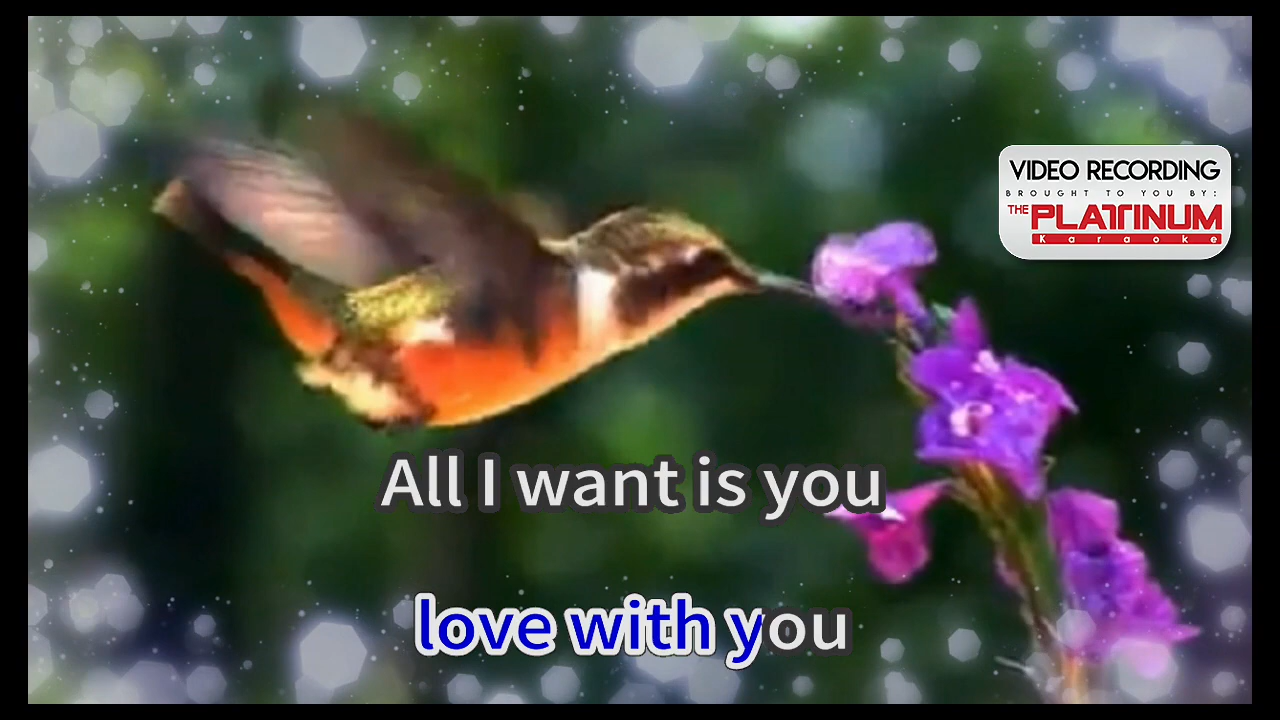 VIDEO RECORDING
BROUGHT TO YOU BY:
THE PLATINUM
Karaoke
All I want is you
love with you